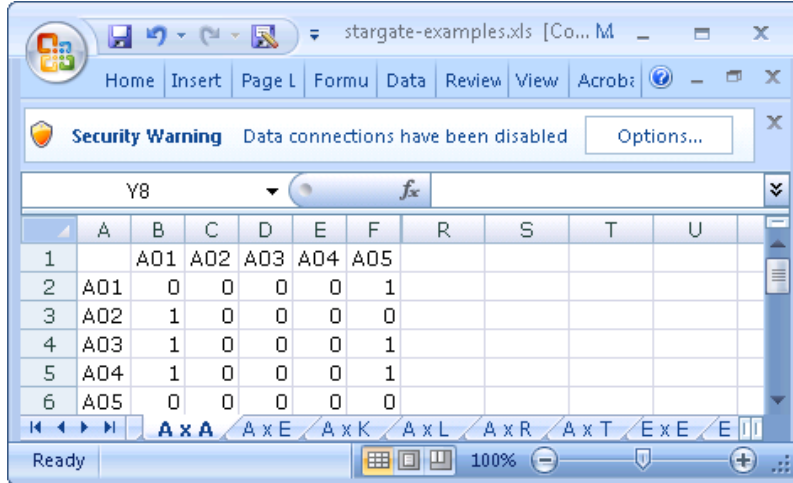 stargate-examples.xls [Co... M
Home Insert Page L Formu Data Review View Acroba
Security Warning Data connections have been disabled Options...
Y8 fx
A B C D E F R S T U
1 A01 A02 A03 A04 A05
2 A01 0 0 0 0 1
3 A02 1 0 0 0 0
4 A03 1 0 0 0 1
5 A04 1 0 0 0 1
6 A05 0 0 0 0 0
A x A A x E A x K A x L A x R A x T E x E E
Ready 100%